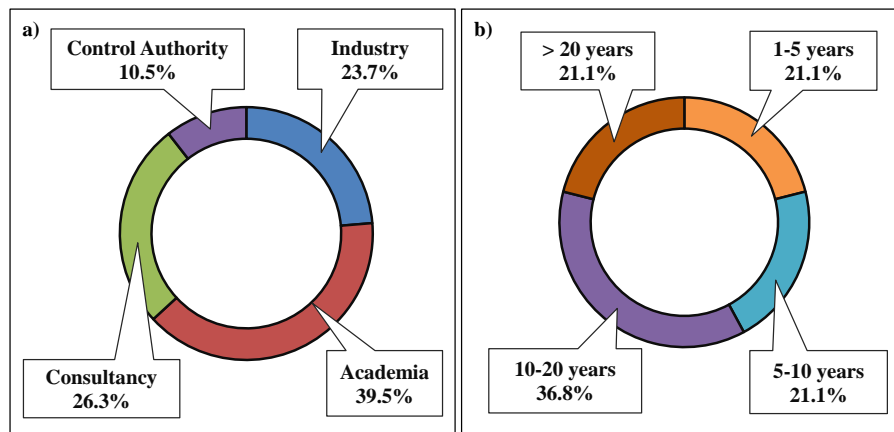 a)
Control Authority
10.5%
Industry
23.7%
Consultancy
26.3%
Academia
39.5%
b)
> 20 years
21.1%
1-5 years
21.1%
10-20 years
36.8%
5-10 years
21.1%